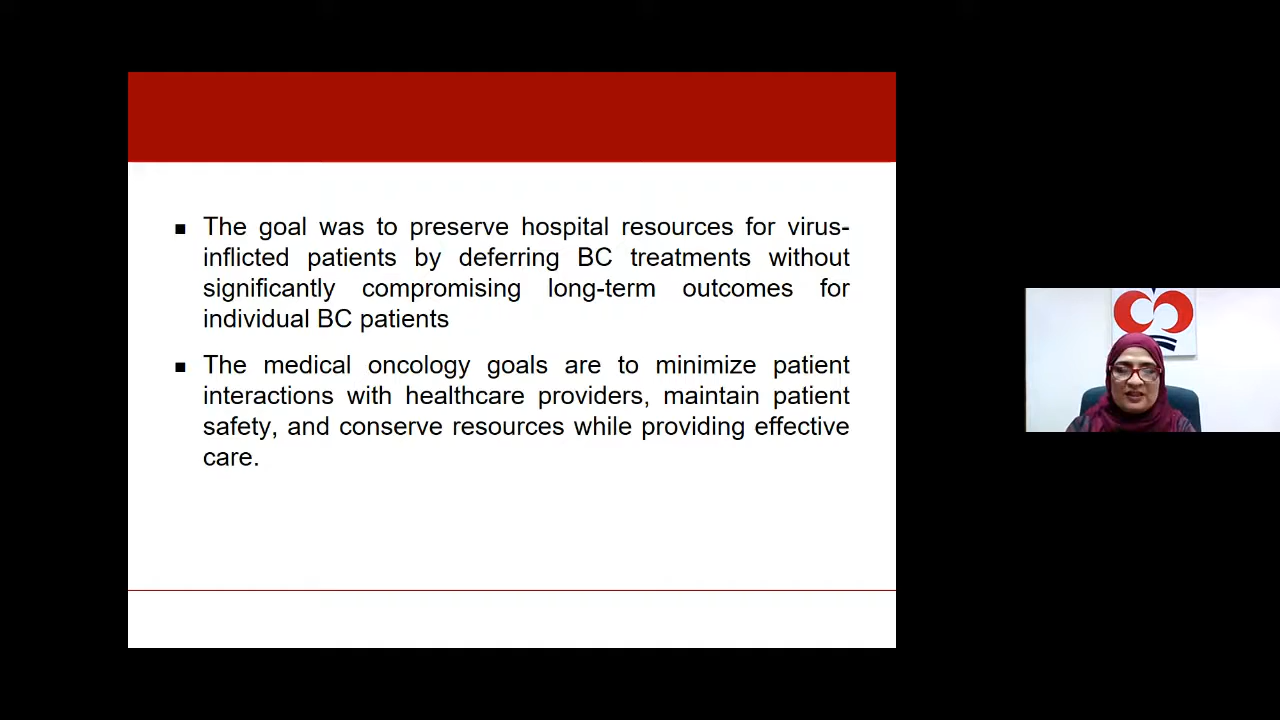 The goal was to preserve hospital resources for virus-
inflicted patients by deferring BC treatments without
significantly compromising long-term outcomes for
individual BC patients
The medical oncology goals are to minimize patient
interactions with healthcare providers, maintain patient
safety, and conserve resources while providing effective
care.